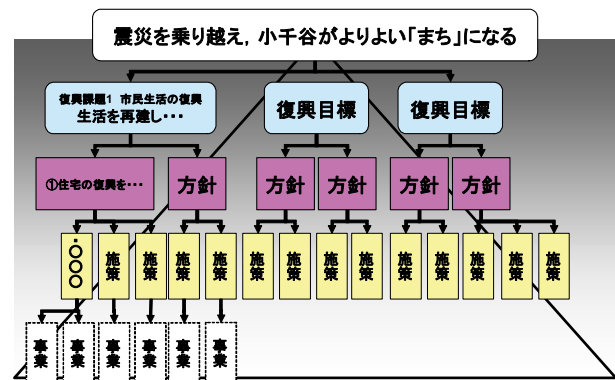 震災を乗り越え，小千谷がよりよい「まち」になる
復興課題1 市民生活の復興
生活を再建し・・・
復興目標
復興目標
①住宅の復興を・・・
方針
方針
方針
方針
方針
・○○○
施策
施策
施策
施策
施策
施策
施策
施策
施策
施策
施策
施策
事業
事業
事業
事業
事業
事業